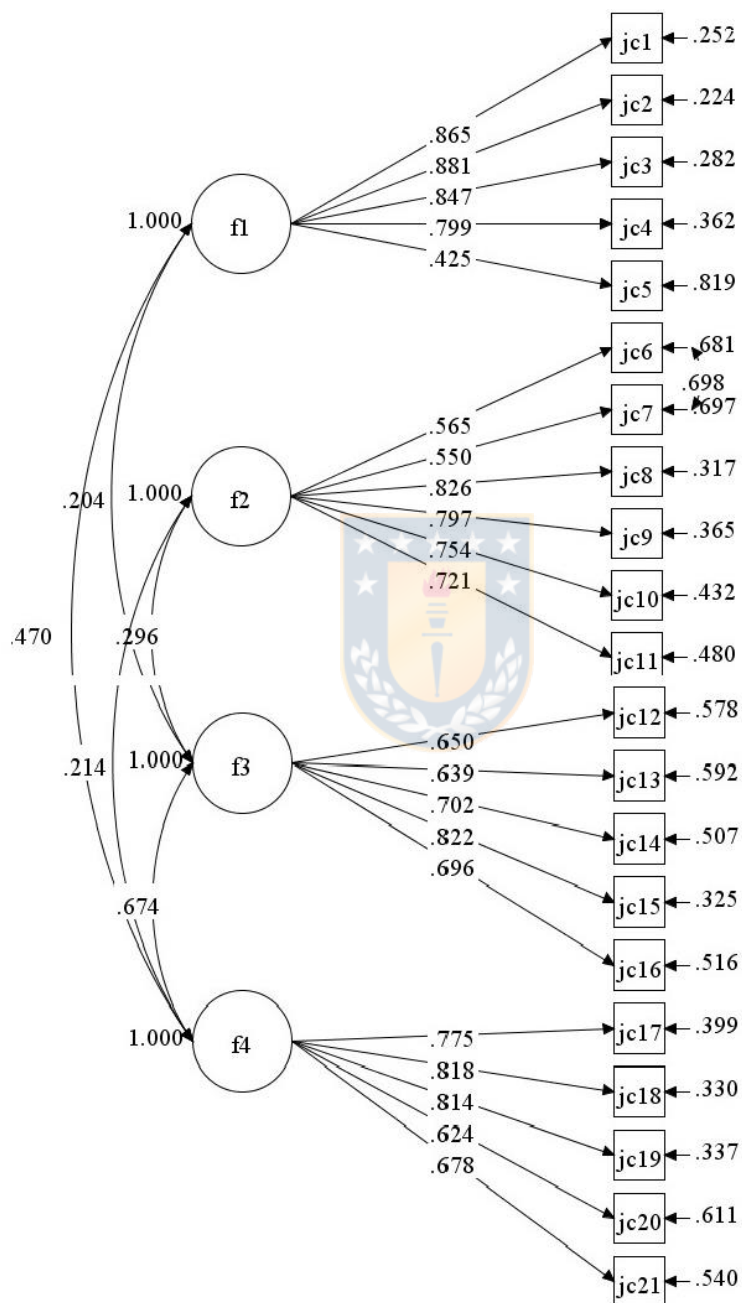 jc1 .252
jc2 .224
.865
.881
jc3 .282
.847
1.000 f1 .799 jc4 .362
.425
jc5 .819
jc6 .681
.698
.565 jc7 .697
.550
jc8 .317
.826
.204 1.000 f2 .797 jc9 .365
.754
.721 jc10 .432
.470 .296 jc11 .480
jc12 .578
.650
.214 1.000 f3 .639 jc13 .592
.702
.822 jc14 .507
.696
.674 jc15 .325
jc16 .516
1.000 f4 .775 jc17 .399
.818
.814 jc18 .330
.624
.678 jc19 .337
jc20 .611
jc21 .540